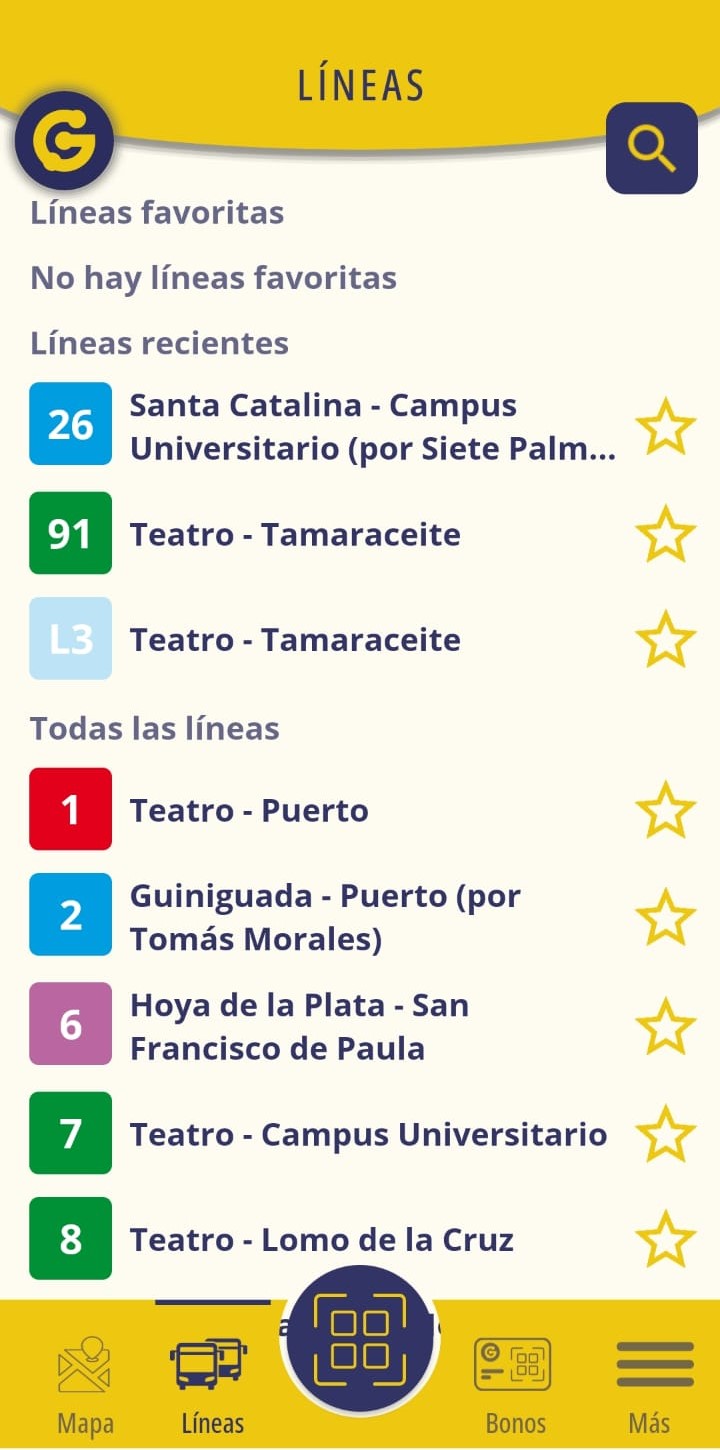 LÍNEAS
G
Líneas favoritas
No hay líneas favoritas
Líneas recientes
26
Santa Catalina - Campus
Universitario (por Siete Palm...
91
Teatro - Tamaraceite
L3
Teatro - Tamaraceite
Todas las líneas
1
Teatro - Puerto
2
Guiniguada - Puerto (por
Tomás Morales)
6
Hoya de la Plata - San
Francisco de Paula
7
Teatro - Campus Universitario
8
Teatro - Lomo de la Cruz
Mapa
Líneas
Bonos
Más